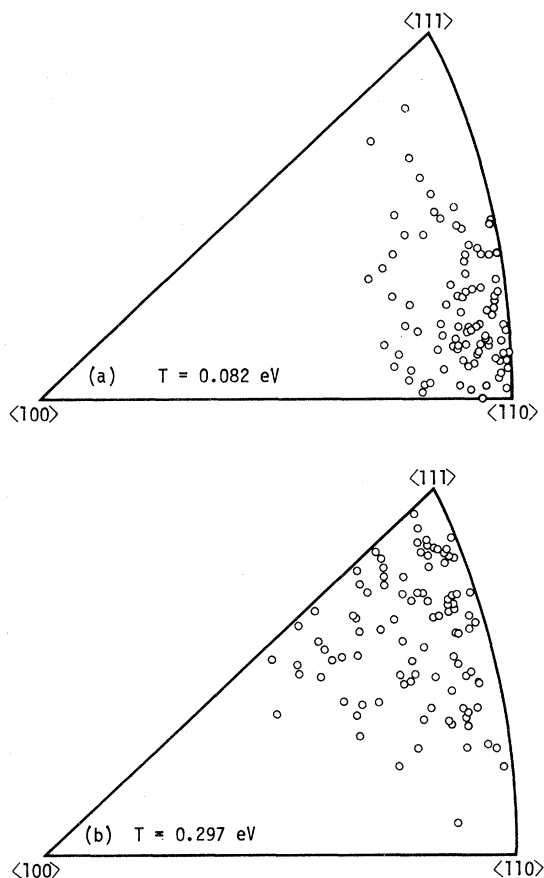 ⟨111⟩
(a) T = 0.082 eV
⟨100⟩ ⟨110⟩
⟨111⟩
(b) T = 0.297 eV
⟨100⟩ ⟨110⟩